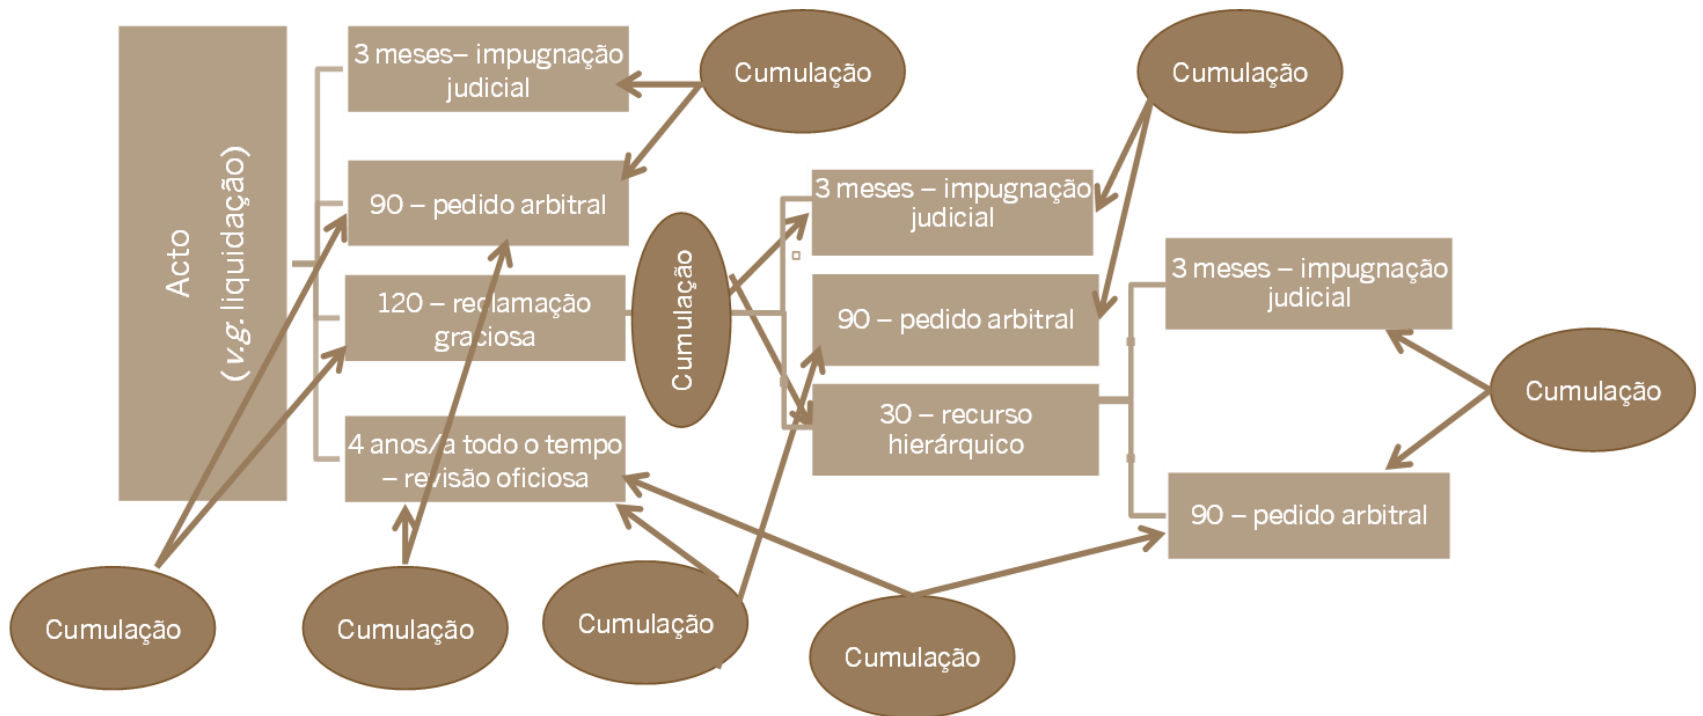 Acto
(v.g. liquidação)
3 meses– impugnação
judicial
90 – pedido arbitral
120 – reclamação
graciosa
4 anos/a todo o tempo
– revisão oficiosa
Cumulação
Cumulação
3 meses – impugnação
judicial
90 – pedido arbitral
30 – recurso
hierárquico
Cumulação
3 meses – impugnação
judicial
90 – pedido arbitral
Cumulação
Cumulação
Cumulação
Cumulação
Cumulação